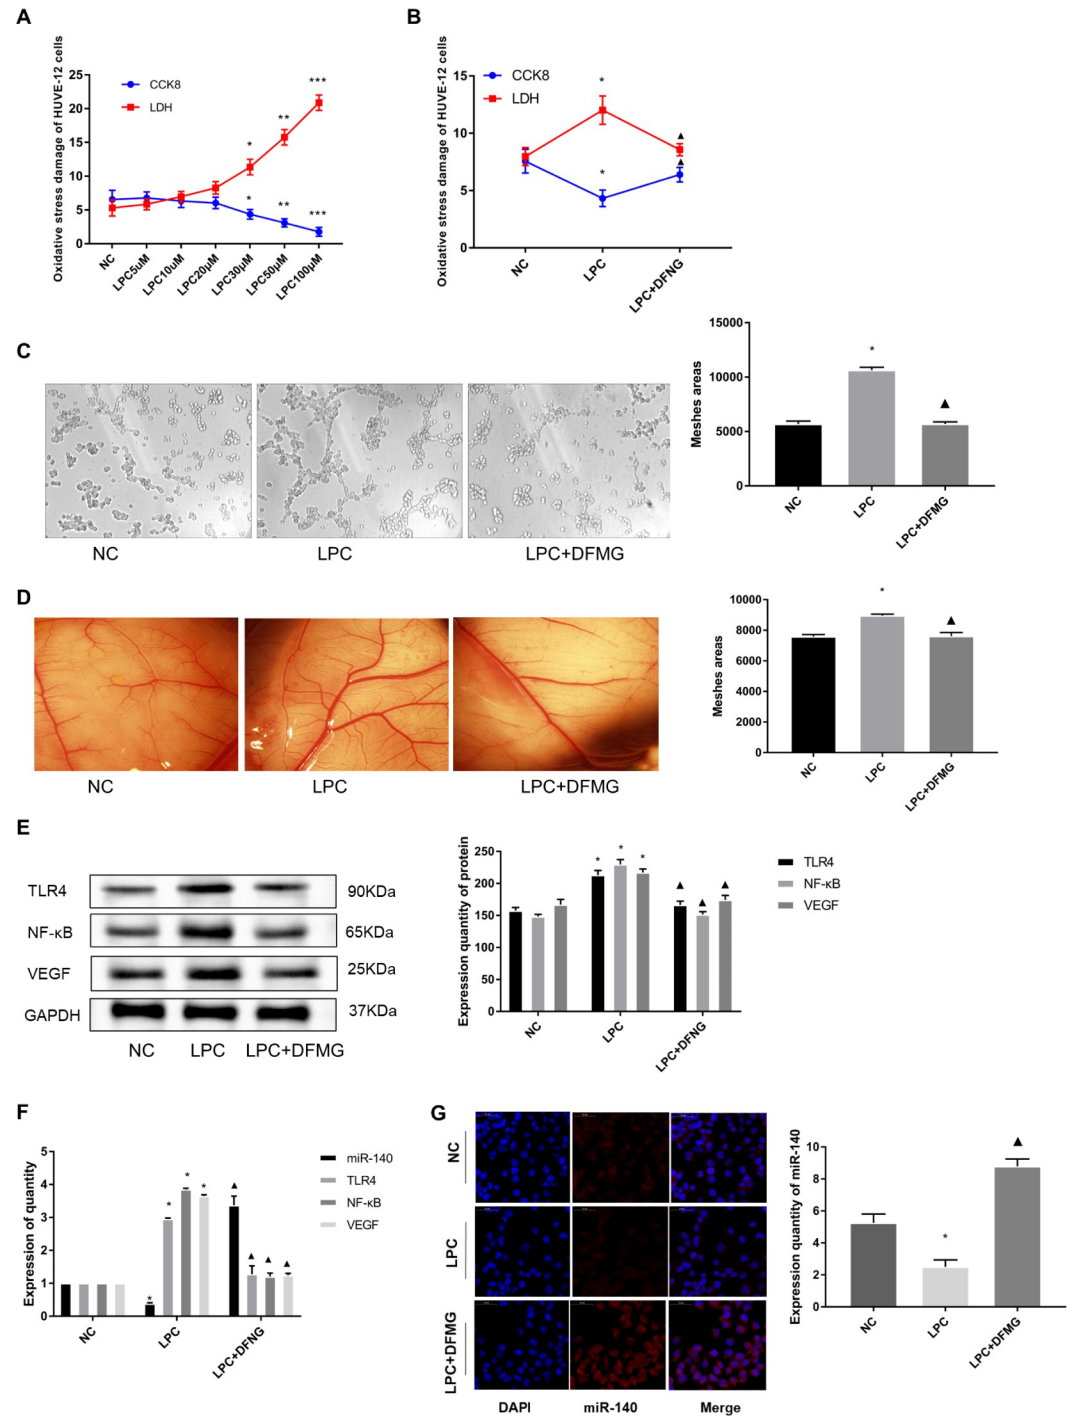 A
Oxidative stress damage of HUVE-12 cells
25
20
15
10
5
0
CCK8
LDH
*
**
***
*
**
***
NC
LPC5uM
LPC10uM
LPC20μM
LPC30μM
LPC50μM
LPC100μM
B
Oxidative stress damage of HUVE-12 cells
15
10
5
0
CCK8
LDH
*
*
▲
▲
NC
LPC
LPC+DFNG
C
NC
LPC
LPC+DFMG
Meshes areas
15000
10000
5000
0
*
▲
NC
LPC
LPC+DFMG
D
NC
LPC
LPC+DFMG
Meshes areas
10000
8000
6000
4000
2000
0
*
▲
NC
LPC
LPC+DFMG
E
TLR4
90KDa
NF-κB
65KDa
VEGF
25KDa
GAPDH
37KDa
NC
LPC
LPC+DFMG
Expression quantity of protein
250
200
150
100
50
0
* * *
▲ ▲ ▲
NC
LPC
LPC+DFNG
TLR4
NF-κB
VEGF
F
Expression of quantity
5
4
3
2
1
0
* * * *
▲ ▲ ▲ ▲
NC
LPC
LPC+DFNG
miR-140
TLR4
NF-κB
VEGF
G
NC
LPC
LPC+DFMG
DAPI
miR-140
Merge
Expression quantity of miR-140
10
8
6
4
2
0
*
▲
NC
LPC
LPC+DFMG